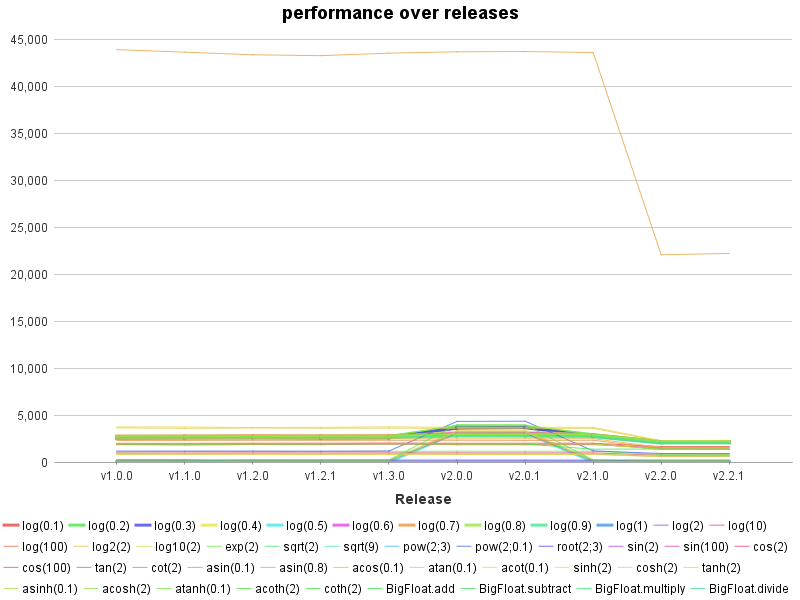 performance over releases
45,000
40,000
35,000
30,000
25,000
20,000
15,000
10,000
5,000
0
v1.0.0 v1.1.0 v1.2.0 v1.2.1 v1.3.0 v2.0.0 v2.0.1 v2.1.0 v2.2.0 v2.2.1
Release
log(0.1) log(0.2) log(0.3) log(0.4) log(0.5) log(0.6) log(0.7) log(0.8) log(0.9) log(1) log(2) log(10)
log(100) log2(2) log10(2) exp(2) sqrt(2) sqrt(9) pow(2;3) pow(2;0.1) root(2;3) sin(2) sin(100) cos(2)
cos(100) tan(2) cot(2) asin(0.1) asin(0.8) acos(0.1) atan(0.1) acot(0.1) sinh(2) cosh(2) tanh(2)
asinh(0.1) acosh(2) atanh(0.1) acoth(2) coth(2) BigFloat.add BigFloat.subtract BigFloat.multiply BigFloat.divide